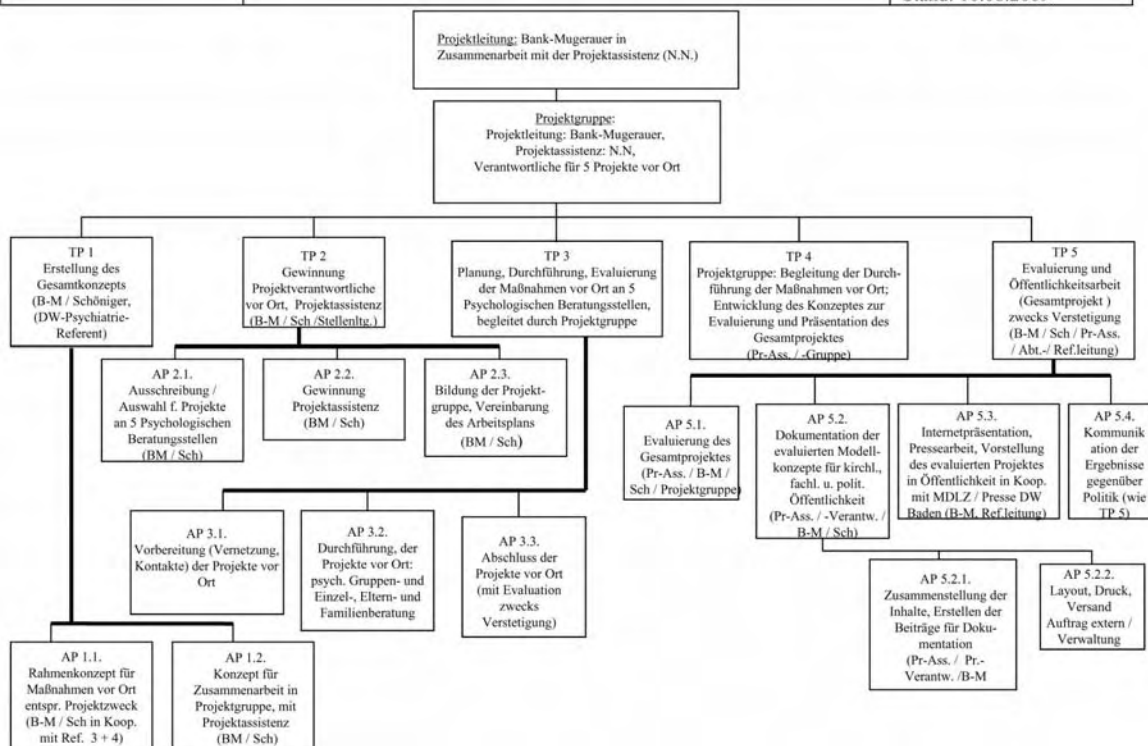 Projektleitung: Bank-Mugerauer in
Zusammenarbeit mit der Projektassistenz (N.N.)
Projektgruppe:
Projektleitung: Bank-Mugerauer,
Projektassistenz: N.N,
Verantwortliche für 5 Projekte vor Ort
TP 1
Erstellung des
Gesamtkonzepts
(B-M / Schöniger,
(DW-Psychiatrie-
Referent)
TP 2
Gewinnung
Projektverantwortliche
vor Ort, Projektassistenz
(B-M / Sch /Stellenltg.)
TP 3
Planung, Durchführung, Evaluierung
der Maßnahmen vor Ort an 5
Psychologischen Beratungsstellen,
begleitet durch Projektgruppe
TP 4
Projektgruppe: Begleitung der Durch-
führung der Maßnahmen vor Ort;
Entwicklung des Konzeptes zur
Evaluierung und Präsentation des
Gesamtprojektes
(Pr-Ass. / -Gruppe)
TP 5
Evaluierung und
Öffentlichkeitsarbeit
(Gesamtprojekt )
zwecks Verstetigung
(B-M / Sch / Pr-Ass.
/ Abt.-/ Ref.leitung)
AP 2.1.
Ausschreibung /
Auswahl f. Projekte
an 5 Psychologischen
Beratungsstellen
(BM / Sch)
AP 2.2.
Gewinnung
Projektassistenz
(BM / Sch)
AP 2.3.
Bildung der Projekt-
gruppe, Vereinbarung
des Arbeitsplans
(BM / Sch)
AP 5.1.
Evaluierung des
Gesamtprojektes
(Pr-Ass. / B-M /
Sch / Projektgruppe)
AP 5.2.
Dokumentation der
evaluierten Modell-
konzepte für kirchl.,
fachl. u. polit.
Öffentlichkeit
(Pr-Ass. / -Verantw. /
B-M / Sch)
AP 5.3.
Internetpräsentation,
Pressearbeit, Vorstellung
des evaluierten Projektes
in Öffentlichkeit in Koop.
mit MDLZ / Presse DW
Baden (B-M, Ref.leitung)
AP 5.4.
Kommunik
ation der
Ergebnisse
gegenüber
Politik (wie
TP 5)
AP 3.1.
Vorbereitung (Vernetzung,
Kontakte) der Projekte vor
Ort
AP 3.2.
Durchführung, der
Projekte vor Ort:
psych. Gruppen- und
Einzel-, Eltern- und
Familienberatung
AP 3.3.
Abschluss der
Projekte vor Ort
(mit Evaluation
zwecks
Verstetigung)
AP 5.2.1.
Zusammenstellung der
Inhalte, Erstellen der
Beiträge für Doku-
mentation
(Pr-Ass. / Pr.-
Verantw. /B-M
AP 5.2.2.
Layout, Druck,
Versand
Auftrag extern /
Verwaltung
AP 1.1.
Rahmenkonzept für
Maßnahmen vor Ort
entspr. Projektzweck
(B-M / Sch in Koop.
mit Ref. 3 + 4)
AP 1.2.
Konzept für
Zusammenarbeit in
Projektgruppe, mit
Projektassistenz
(BM / Sch)